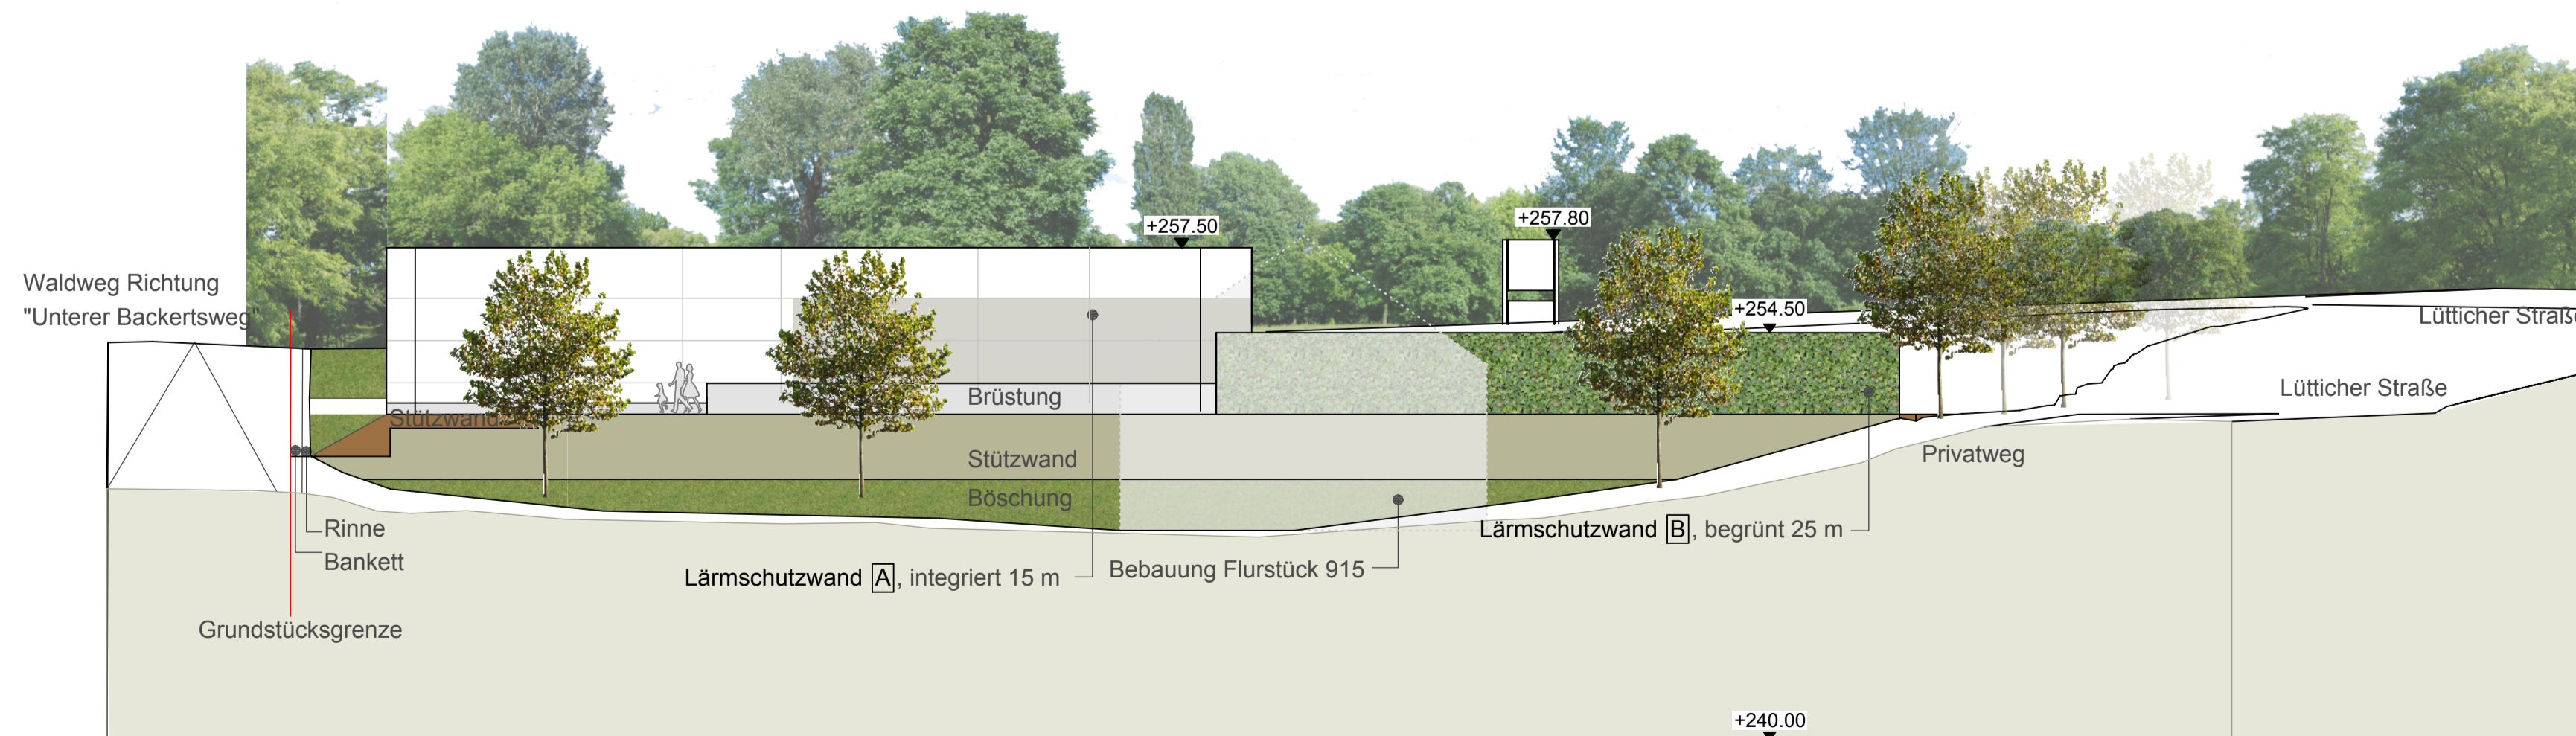 +257.50
+257.80
Waldweg Richtung
"Unterer Backertsweg"
+254.50
Lütticher Straße
Lütticher Straße
Brüstung
Stützwand
Stützwand
Privatweg
Böschung
Rinne
Bankett
Lärmschutzwand B, begrünt 25 m
Lärmschutzwand A, integriert 15 m
Bebauung Flurstück 915
Grundstücksgrenze
+240.00